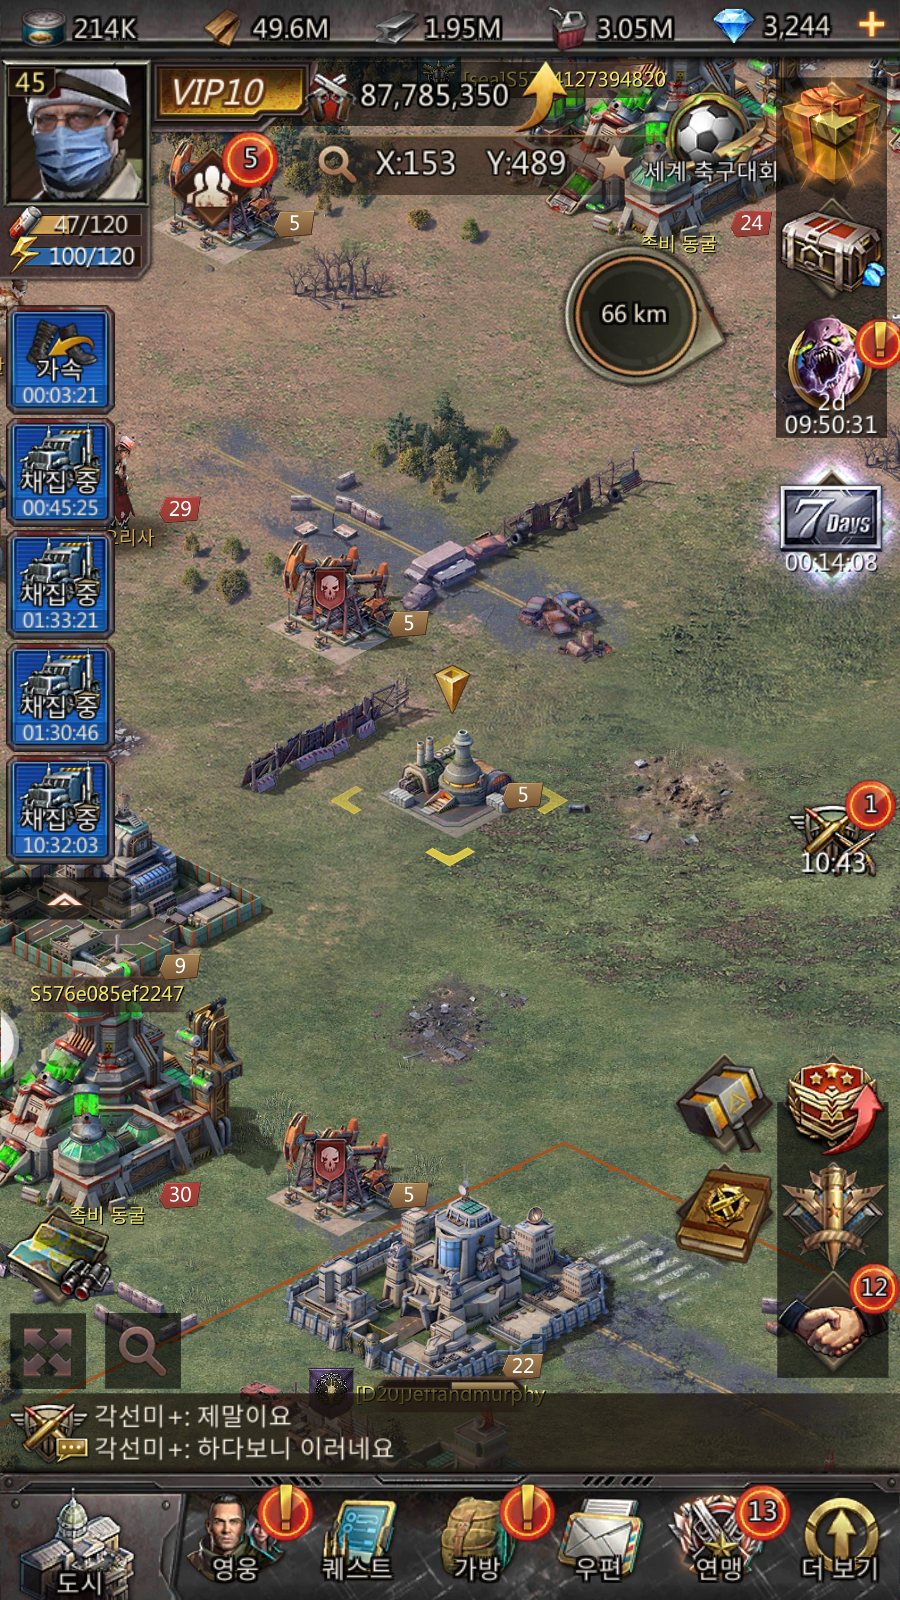 214K 49.6M 1.95M 3.05M 3,244
45
VIP10
87,785,350
5
X:153 Y:489
세계 축구대회
47/120
100/120
5
24
좀비 동굴
66 km
가속
00:03:21
2d
09:50:31
채집 중
00:45:25
29
리사
7 Days
00:14:08
채집 중
01:33:21
5
채집 중
01:30:46
5
1
10:43
채집 중
10:32:03
9
S576e085ef2247
30
좀비 동굴
5
12
22
[D20]Jeffandmurphy
각선미+: 제말이요
각선미+: 하다보니 이러네요
13
도시 영웅 퀘스트 가방 우편 연맹 더 보기